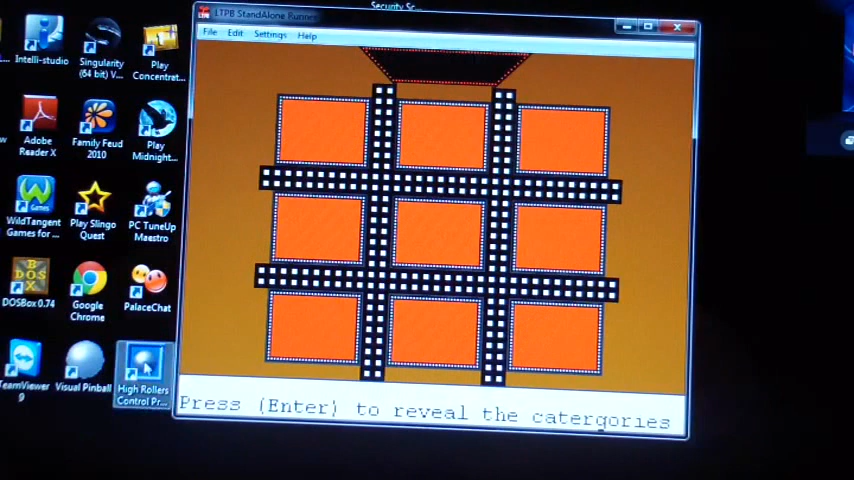 Security Sc...
LTPB StandAlone Runner
File Edit Settings Help
Intelli-studio
Singularity (64 bit) V...
Play Concentrat...
Adobe Reader X
Family Feud 2010
Play Midnight...
WildTangent Games for ...
Play Slingo Quest
PC TuneUp Maestro
DOSBox 0.74
Google Chrome
PalaceChat
TeamViewer 9
Visual Pinball
High Rollers Control Pr...
Press (Enter) to reveal the catergories